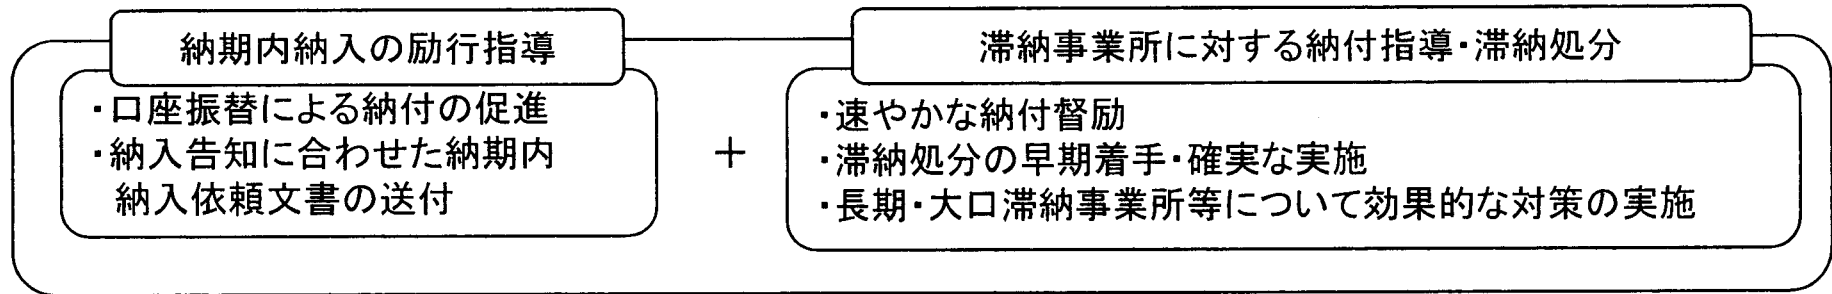 納期内納入の励行指導
・口座振替による納付の促進
・納入告知に合わせた納期内
納入依頼文書の送付
+
滞納事業所に対する納付指導・滞納処分
・速やかな納付督励
・滞納処分の早期着手・確実な実施
・長期・大口滞納事業所等について効果的な対策の実施